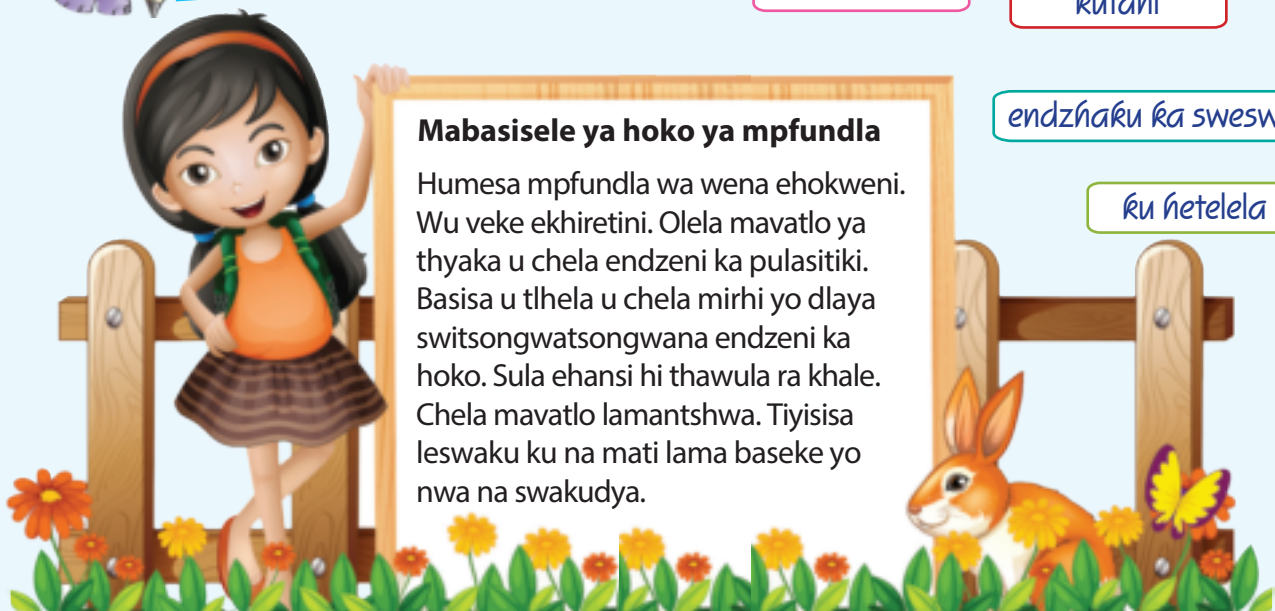 kutani
endzhaku ka swesw
ku hetelela
Mabasisele ya hoko ya mpfundla
Humesa mpfundla wa wena ehokweni.
Wu veke ekhiretini. Olela mavatlo ya
thyaka u chela endzeni ka pulasitiki.
Basisa u tlhela u chela mirhi yo dlaya
switsongwatsongwana endzeni ka
hoko. Sula ehansi hi thawula ra khale.
Chela mavatlo lamantshwa. Tiyisisa
leswaku ku na mati lama baseke yo
nwa na swakudya.